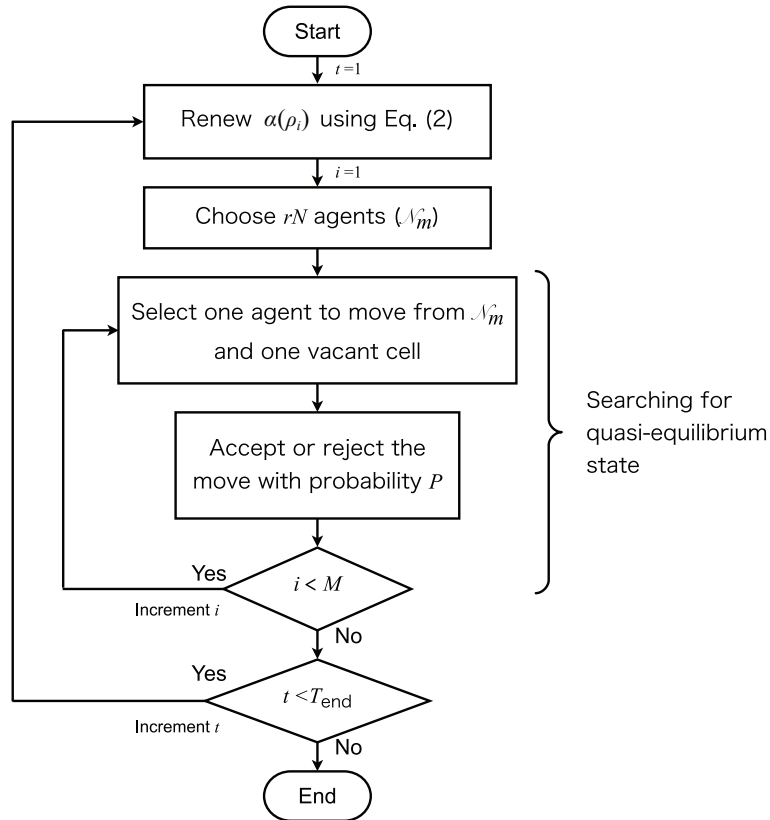 Start
t=1
Renew α(ρi) using Eq. (2)
i=1
Choose rN agents (𝒩m)
Select one agent to move from 𝒩m
and one vacant cell
Accept or reject the
move with probability P
Searching for
quasi-equilibrium
state
i < M
Yes
Increment i
No
t <Tend
Yes
Increment t
No
End